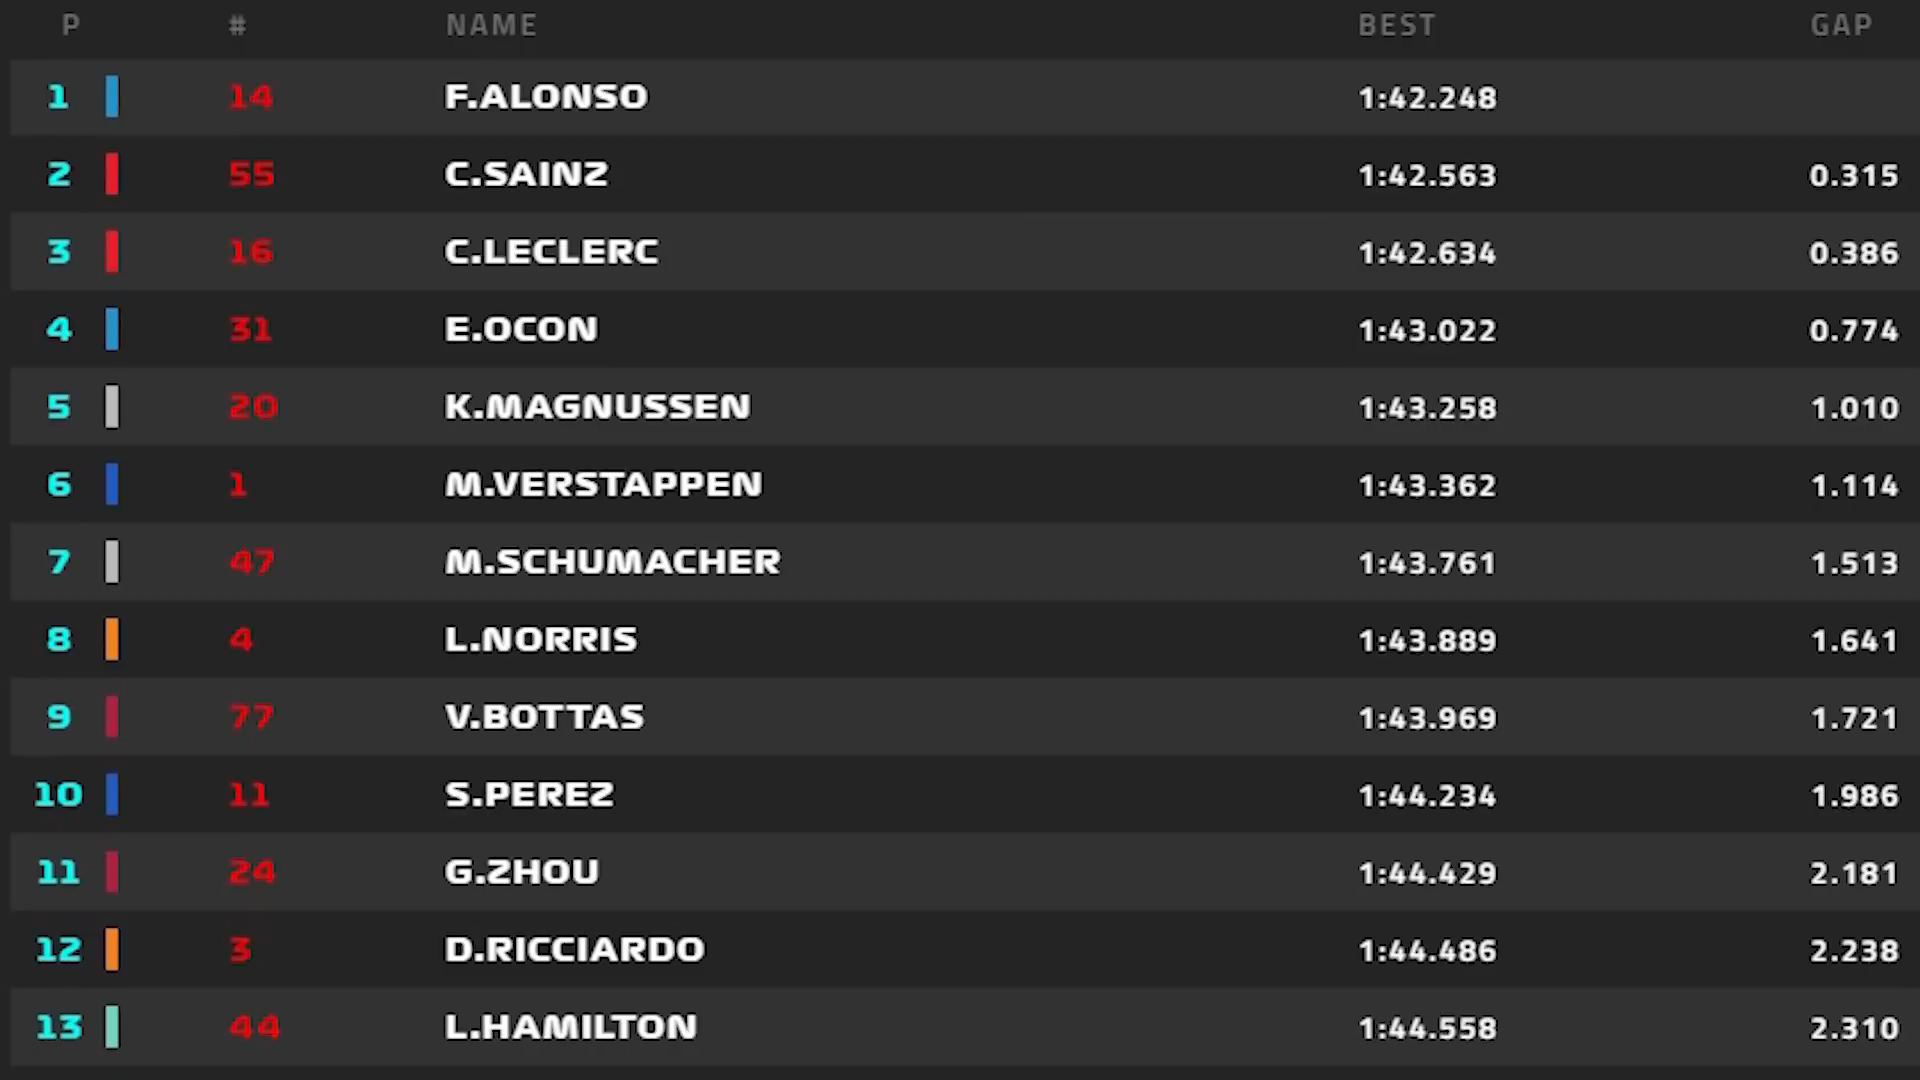 P # NAME BEST GAP
1 14 F.ALONSO 1:42.248
2 55 C.SAINZ 1:42.563 0.315
3 16 C.LECLERC 1:42.634 0.386
4 31 E.OCON 1:43.022 0.774
5 20 K.MAGNUSSEN 1:43.258 1.010
6 1 M.VERSTAPPEN 1:43.362 1.114
7 47 M.SCHUMACHER 1:43.761 1.513
8 4 L.NORRIS 1:43.889 1.641
9 77 V.BOTTAS 1:43.969 1.721
10 11 S.PEREZ 1:44.234 1.986
11 24 G.ZHOU 1:44.429 2.181
12 3 D.RICCIARDO 1:44.486 2.238
13 44 L.HAMILTON 1:44.558 2.310